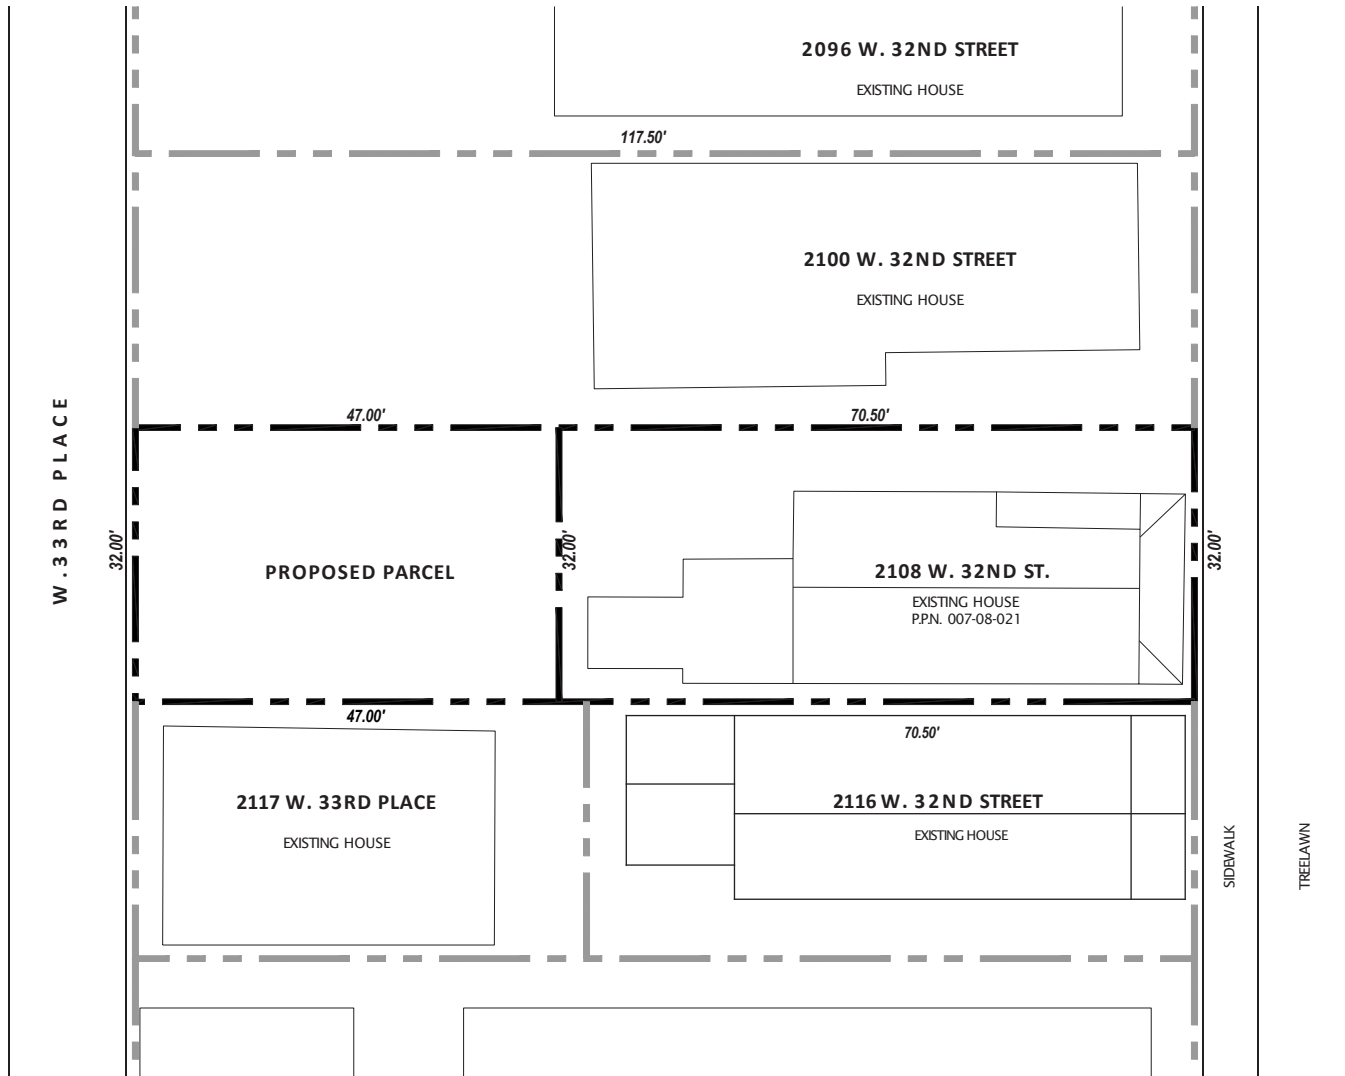 2096 W. 32ND STREET
EXISTING HOUSE
117.50'
2100 W. 32ND STREET
EXISTING HOUSE
47.00'
70.50'
W.33RD PLACE
32.00'
PROPOSED PARCEL
32.00'
2108 W. 32ND ST.
EXISTING HOUSE
P.P.N. 007-08-021
32.00'
47.00'
70.50'
2117 W. 33RD PLACE
EXISTING HOUSE
2116 W. 32ND STREET
EXISTING HOUSE
SIDEWALK
TREELAWN